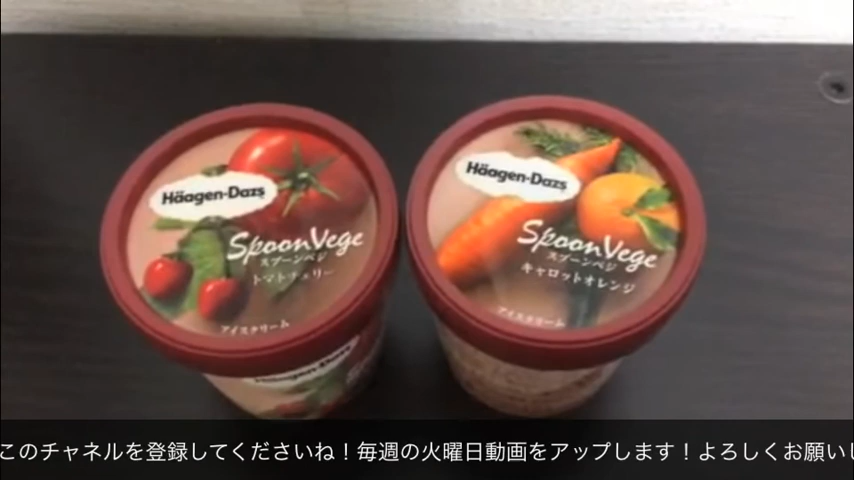 Häagen-Dazs
SpoonVege
スプーンベジ
トマトチェリー
アイスクリーム
Häagen-Dazs
Häagen-Dazs
SpoonVege
スプーンベジ
キャロットオレンジ
アイスクリーム
このチャネルを登録してくださいね！毎週の火曜日動画をアップします！よろしくお願いし